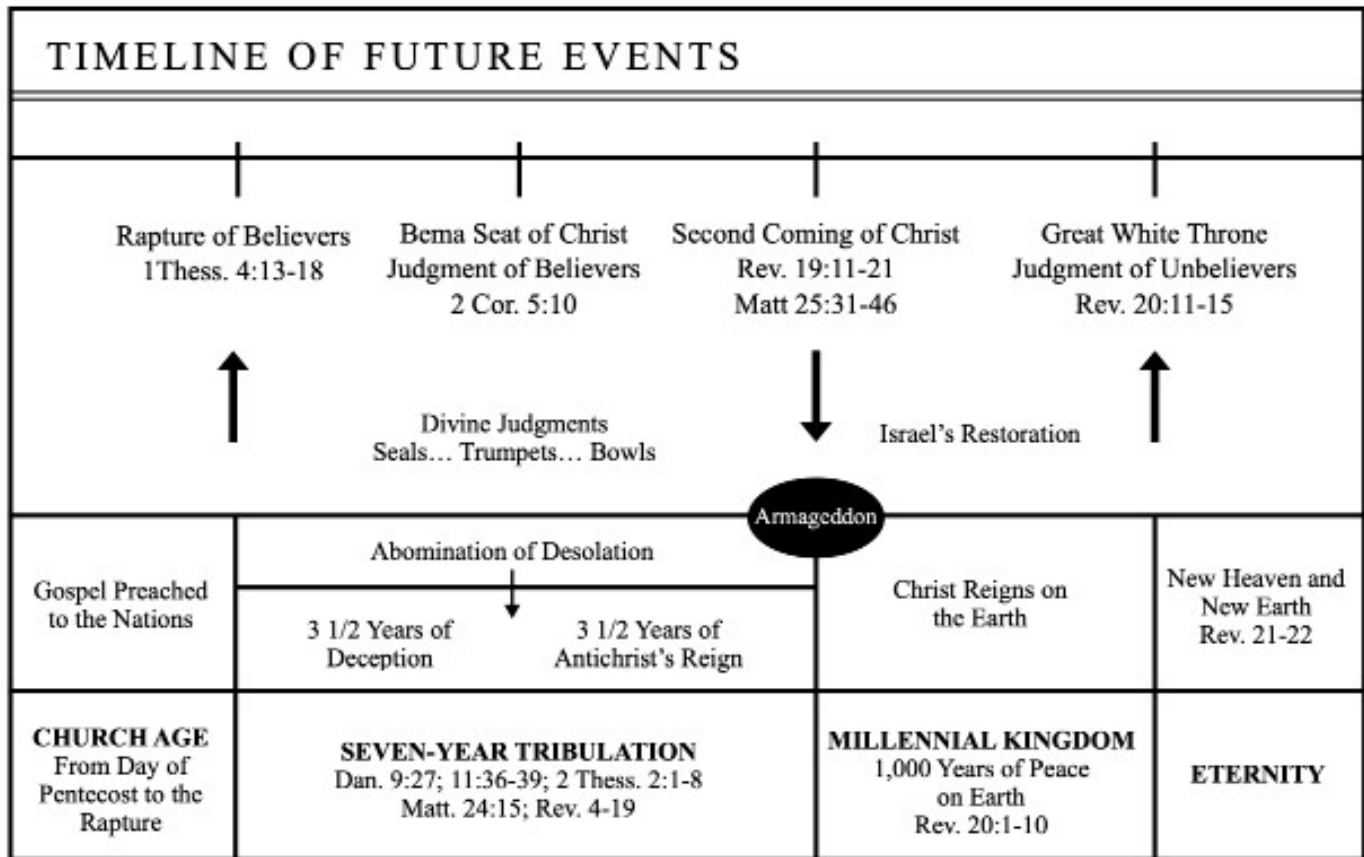 TIMELINE OF FUTURE EVENTS
Rapture of Believers
1Thess. 4:13-18
Bema Seat of Christ
Judgment of Believers
2 Cor. 5:10
Second Coming of Christ
Rev. 19:11-21
Matt 25:31-46
Great White Throne
Judgment of Unbelievers
Rev. 20:11-15
Divine Judgments
Seals… Trumpets… Bowls
Israel's Restoration
Armageddon
Gospel Preached
to the Nations
Abomination of Desolation
3 1/2 Years of
Deception
3 1/2 Years of
Antichrist's Reign
Christ Reigns on
the Earth
New Heaven and
New Earth
Rev. 21-22
CHURCH AGE
From Day of
Pentecost to the
Rapture
SEVEN-YEAR TRIBULATION
Dan. 9:27; 11:36-39; 2 Thess. 2:1-8
Matt. 24:15; Rev. 4-19
MILLENNIAL KINGDOM
1,000 Years of Peace
on Earth
Rev. 20:1-10
ETERNITY